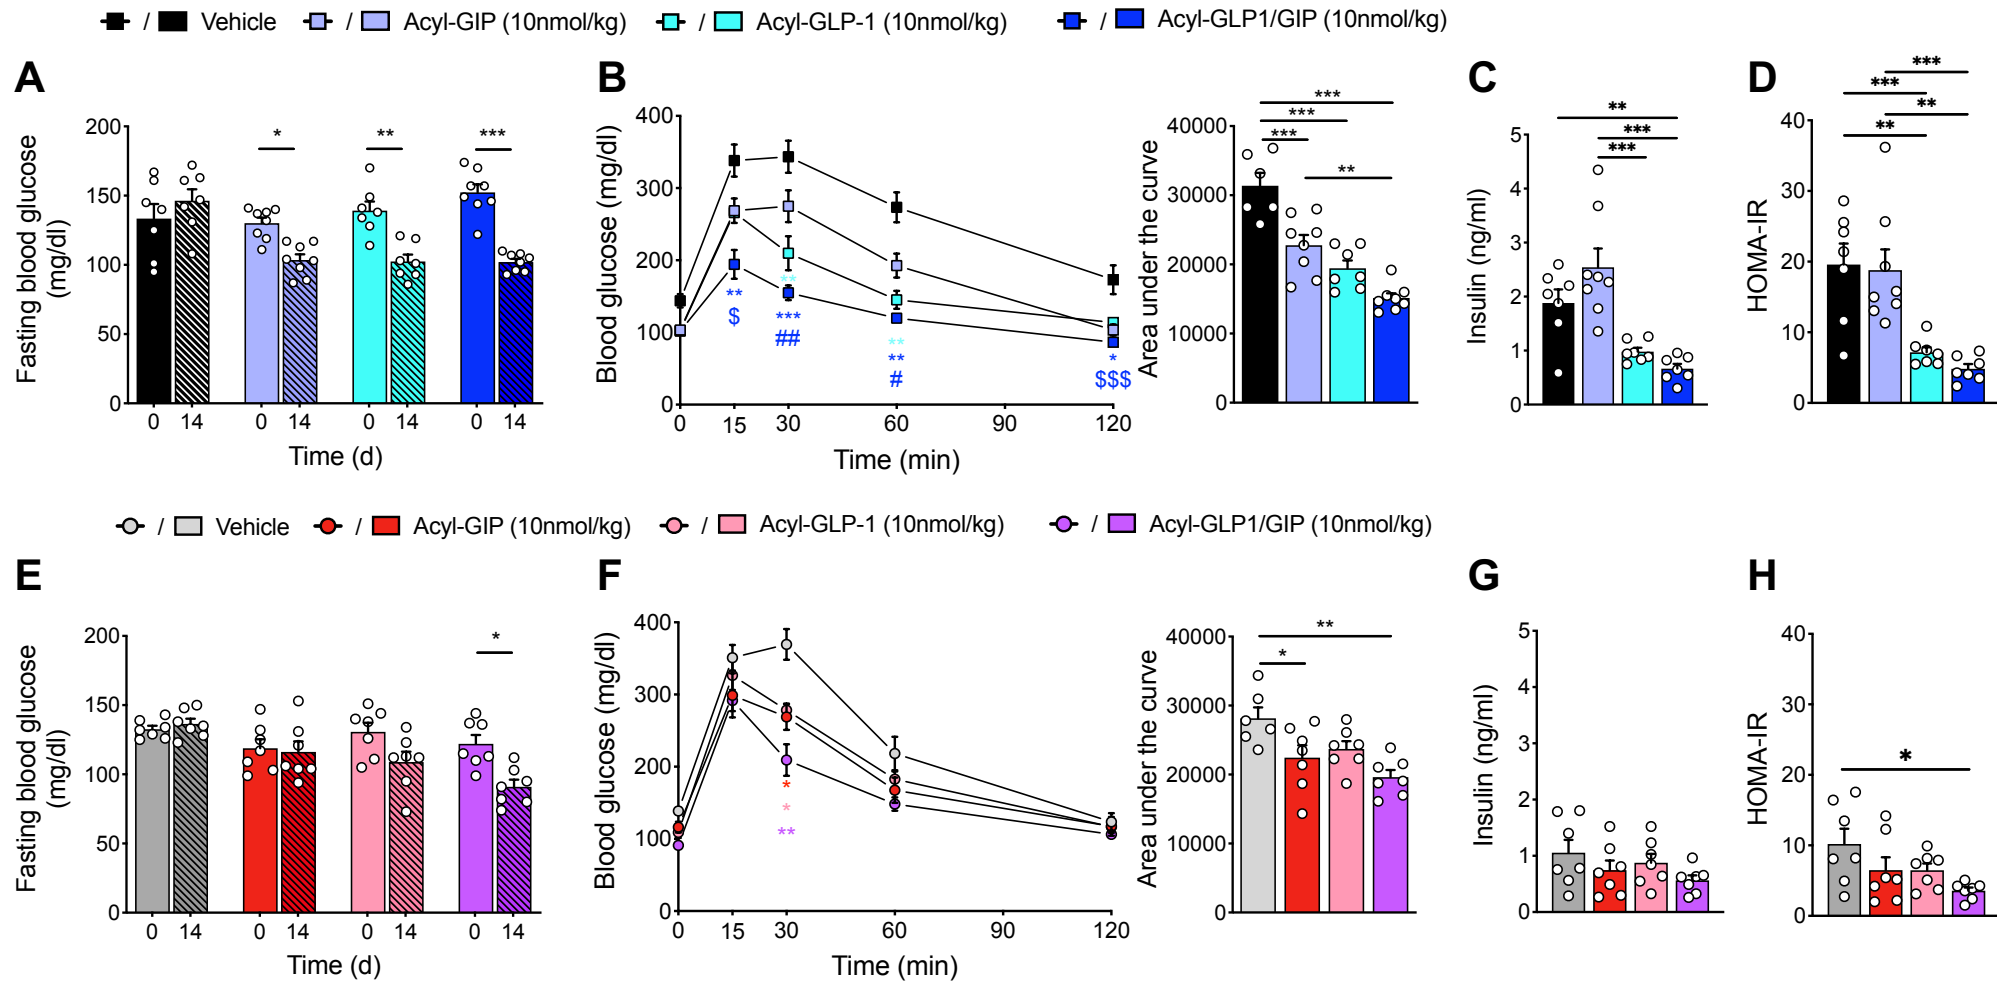 / Vehicle / Acyl-GIP (10nmol/kg) / Acyl-GLP-1 (10nmol/kg) / Acyl-GLP1/GIP (10nmol/kg)
A
Fasting blood glucose
(mg/dl)
200
150
100
50
0
* ** ***
0 14 0 14 0 14 0 14
Time (d)
B
Blood glucose (mg/dl)
400
300
200
100
0
**
$
**
***
##
**
**
#
*
$$$
0 15 30 60 90 120
Time (min)
Area under the curve
40000
30000
20000
10000
0
***
***
***
**
C
Insulin (ng/ml)
5
4
3
2
1
0
**
***
***
D
HOMA-IR
40
30
20
10
0
***
***
**
**
/ Vehicle / Acyl-GIP (10nmol/kg) / Acyl-GLP-1 (10nmol/kg) / Acyl-GLP1/GIP (10nmol/kg)
E
Fasting blood glucose
(mg/dl)
200
150
100
50
0
*
0 14 0 14 0 14 0 14
Time (d)
F
Blood glucose (mg/dl)
400
300
200
100
0
*
*
**
0 15 30 60 90 120
Time (min)
Area under the curve
40000
30000
20000
10000
0
**
*
G
Insulin (ng/ml)
5
4
3
2
1
0
H
HOMA-IR
40
30
20
10
0
*